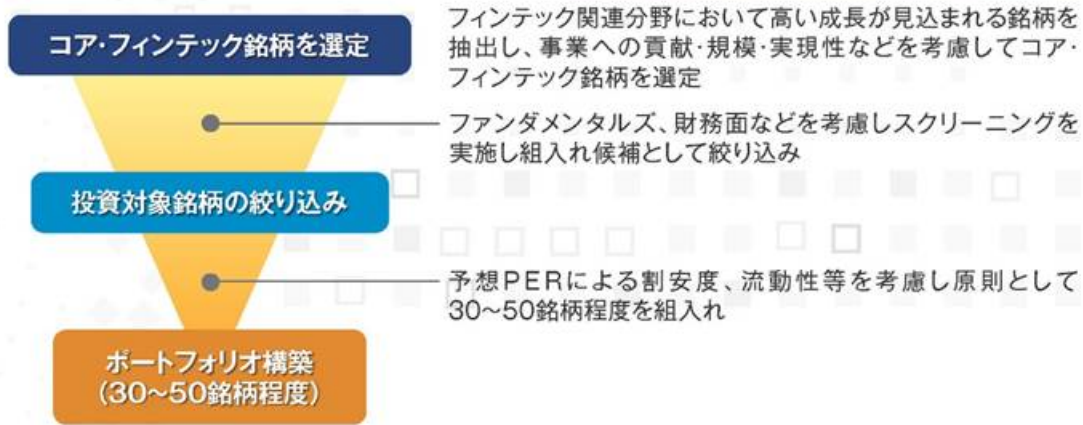 コア・フィンテック銘柄を選定
フィンテック関連分野において高い成長が見込まれる銘柄を
抽出し、事業への貢献・規模・実現性などを考慮してコア・
フィンテック銘柄を選定
ファンダメンタルズ、財務面などを考慮しスクリーニングを
実施し組入れ候補として絞り込み
投資対象銘柄の絞り込み
予想PERによる割安度、流動性等を考慮し原則として
30〜50銘柄程度を組入れ
ポートフォリオ構築
(30〜50銘柄程度)